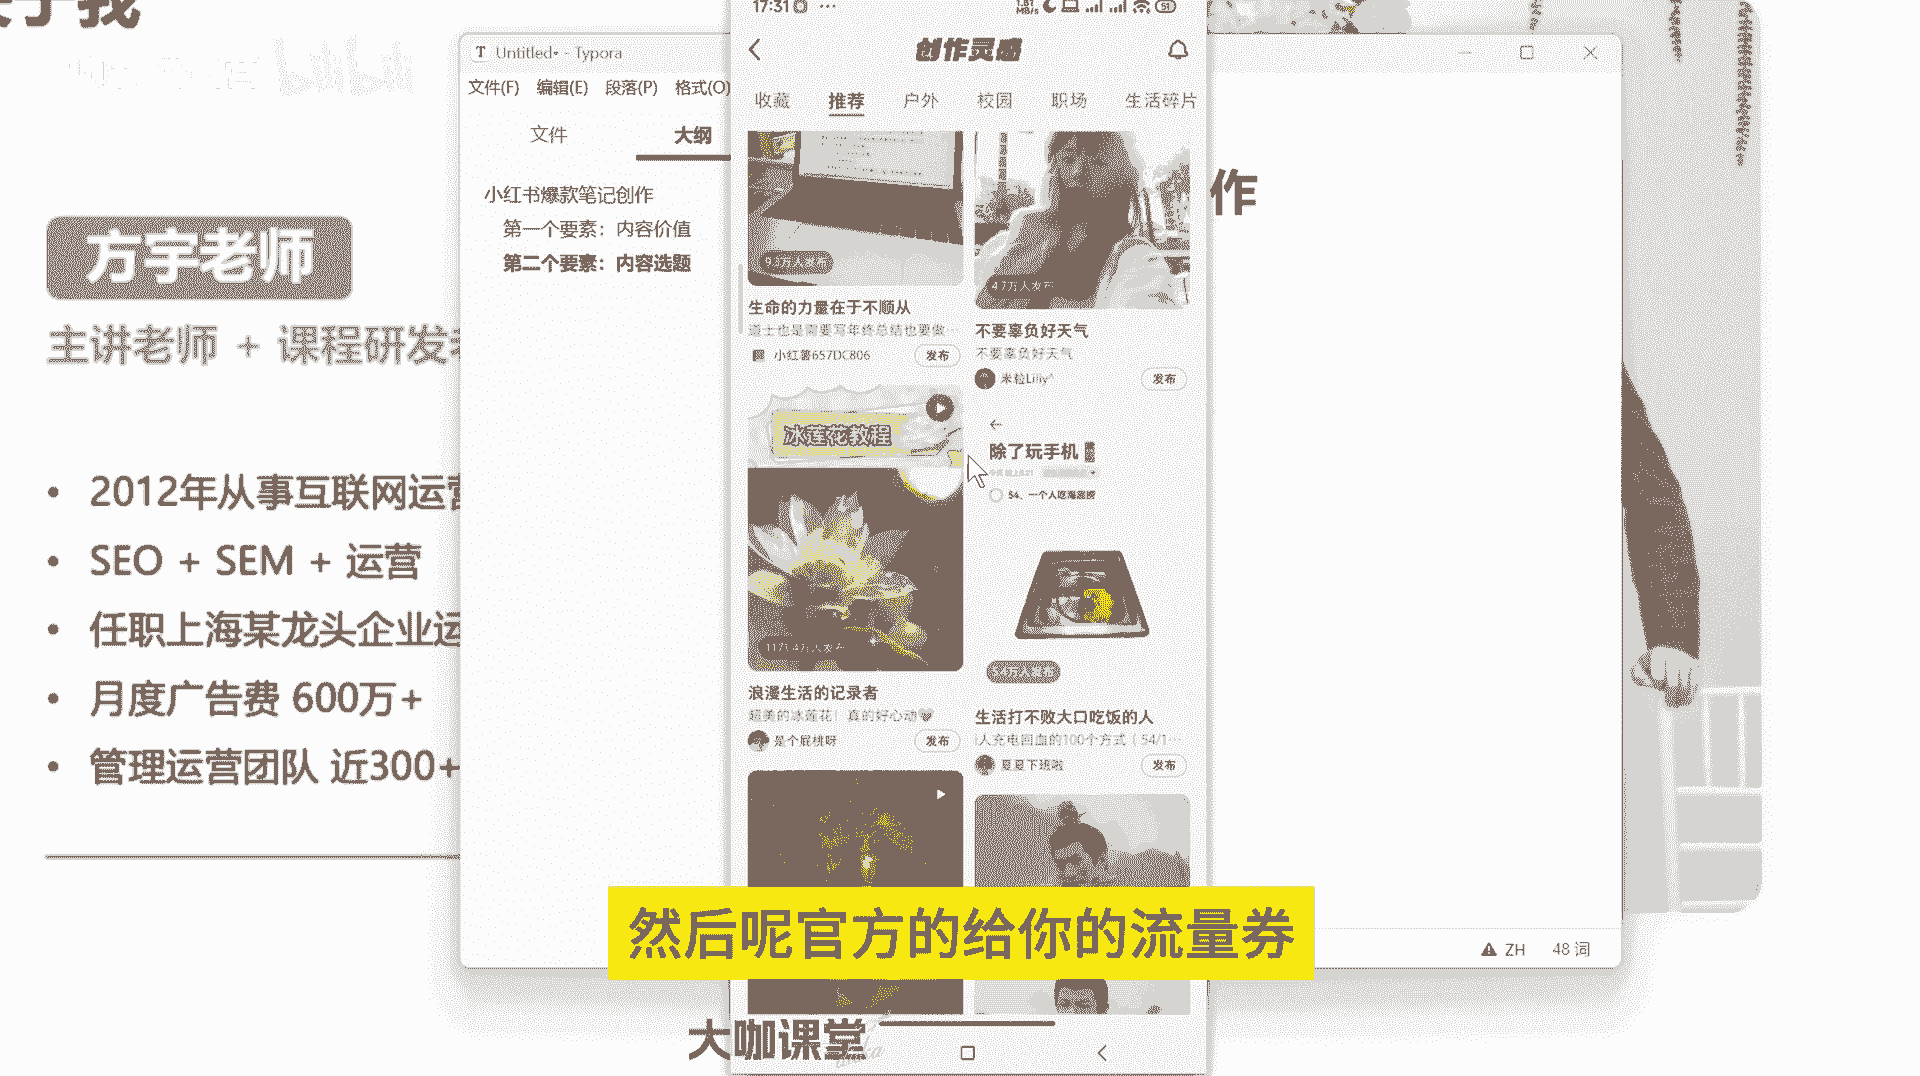 关于我
bilibili
方宇老师
主讲老师 + 课程研发
2012年从事互联网运营
SEO + SEM + 运营
任职上海某龙头企业运
月度广告费 600万+
管理运营团队 近300+
Untitled• - Typora
文件(F) 编辑(E) 段落(P) 格式(O)
文件 大纲
小红书爆款笔记创作
第一个要素：内容价值
第二个要素：内容选题
作
17:31
51
创作灵感
收藏 推荐 户外 校园 职场 生活碎片
9.3万人发布
生命的力量在于不顺从
道士也是需要写年终总结也要做…
小红薯657DC806 发布
4.7万人发布
不要辜负好天气
不要辜负好天气
米粒Lilly^ 发布
冰莲花教程
浪漫生活的记录者
超美的冰莲花！真的好心动
是个屁桃呀 发布
除了玩手机
54、一个人吃海底捞
5.4万人发布
生活打不败大口吃饭的人
i人充电回血的100个方式（54/1…
夏夏下班啦 发布
然后呢官方的给你的流量券
ZH 48 词
大咖课堂